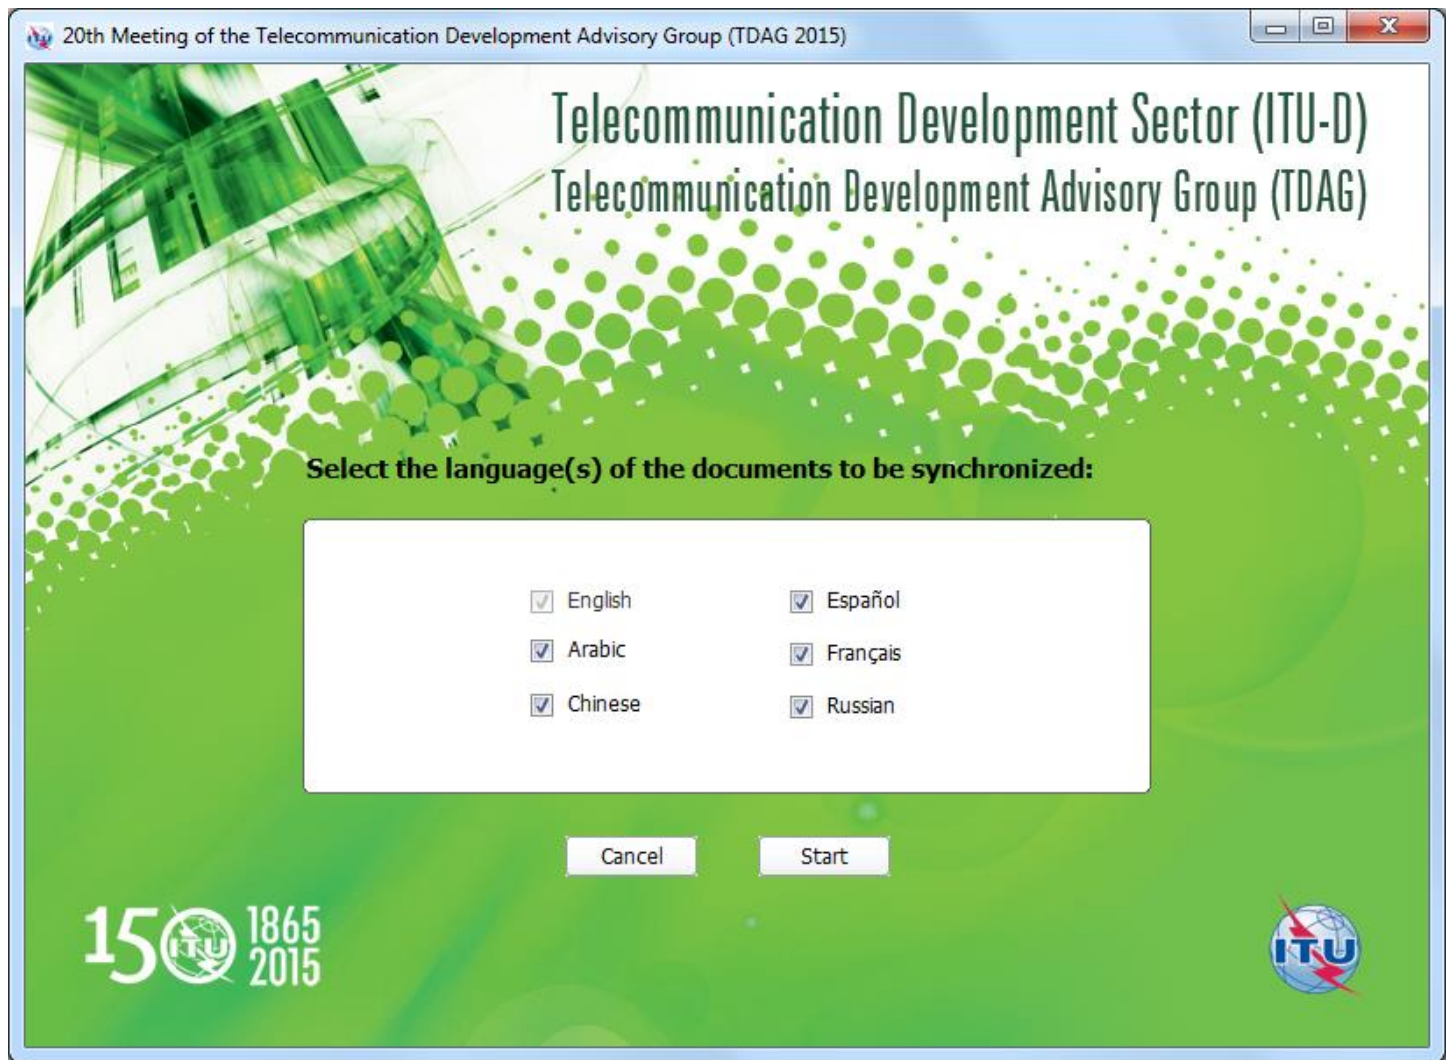 20th Meeting of the Telecommunication Development Advisory Group (TDAG 2015)
Telecommunication Development Sector (ITU-D)
Telecommunication Development Advisory Group (TDAG)
Select the language(s) of the documents to be synchronized:
English
Español
Arabic
Français
Chinese
Russian
Cancel
Start
150
ITU
1865
2015
ITU